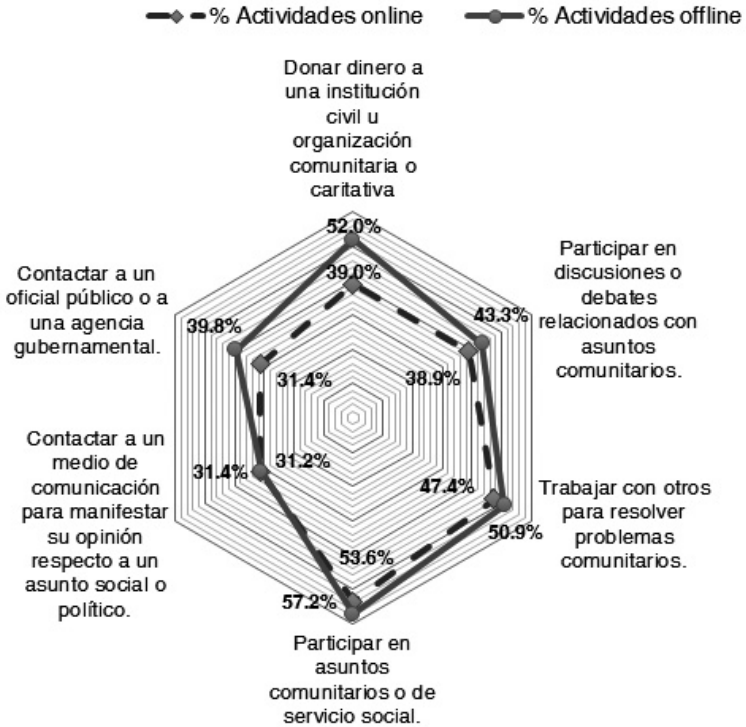 % Actividades online
% Actividades offline
Donar dinero a
una institución
civil u
organización
comunitaria o
caritativa
52.0%
39.0%
Participar en
discusiones o
debates
relacionados con
asuntos
comunitarios.
43.3%
38.9%
Trabajar con otros
para resolver
problemas
comunitarios.
47.4%
50.9%
53.6%
57.2%
Participar en
asuntos
comunitarios o de
servicio social.
Contactar a un
medio de
comunicación
para manifestar
su opinión
respecto a un
asunto social o
político.
31.4%
31.2%
Contactar a un
oficial público o a
una agencia
gubernamental.
39.8%
31.4%